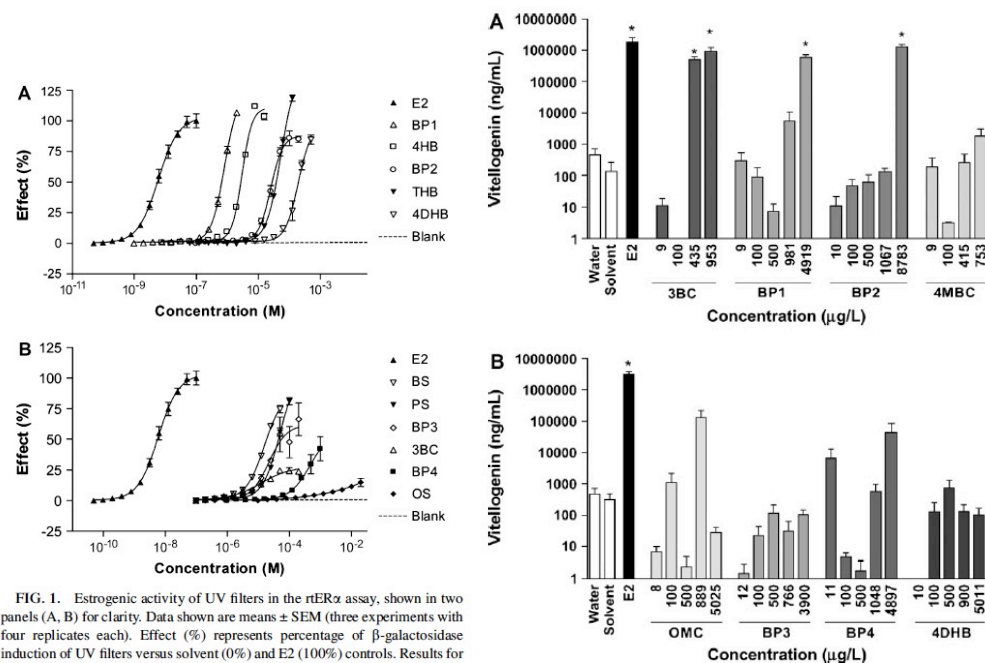 A
125
100
75
50
25
0
-25
Effect (%)
10-11
10-9
10-7
10-5
10-3
Concentration (M)
E2
BP1
4HB
BP2
THB
4DHB
Blank
B
125
100
75
50
25
0
-25
Effect (%)
10-10
10-8
10-6
10-4
10-2
Concentration (M)
E2
BS
PS
BP3
3BC
BP4
OS
Blank
FIG. 1. Estrogenic activity of UV filters in the rtERα assay, shown in two
panels (A, B) for clarity. Data shown are means ± SEM (three experiments with
four replicates each). Effect (%) represents percentage of β-galactosidase
induction of UV filters versus solvent (0%) and E2 (100%) controls. Results for
A
Vitellogenin (ng/mL)
10000000
1000000
100000
10000
1000
100
10
1
*
* *
*
*
Water
Solvent
E2
9
100
435
953
9
100
500
981
4919
10
100
500
1067
8783
9
100
415
753
3BC BP1 BP2 4MBC
Concentration (μg/L)
B
Vitellogenin (ng/mL)
10000000
1000000
100000
10000
1000
100
10
1
*
Water
Solvent
E2
8
100
500
889
5025
12
100
500
766
3900
11
100
500
1048
4897
10
100
500
900
5011
OMC BP3 BP4 4DHB
Concentration (μg/L)